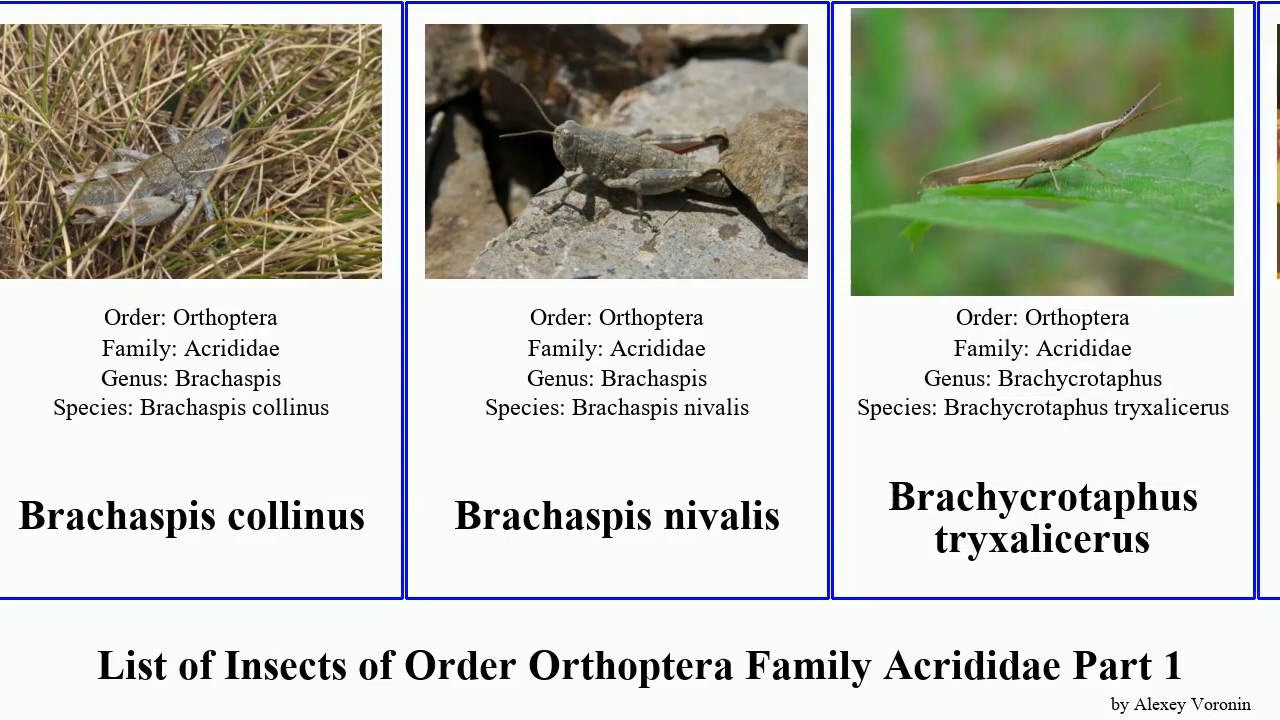 Order: Orthoptera
Family: Acrididae
Genus: Brachaspis
Species: Brachaspis collinus
Brachaspis collinus
Order: Orthoptera
Family: Acrididae
Genus: Brachaspis
Species: Brachaspis nivalis
Brachaspis nivalis
Order: Orthoptera
Family: Acrididae
Genus: Brachycrotaphus
Species: Brachycrotaphus tryxalicerus
Brachycrotaphus
tryxalicerus
List of Insects of Order Orthoptera Family Acrididae Part 1
by Alexey Voronin